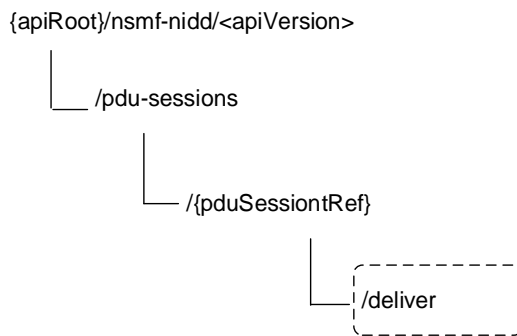 {apiRoot}/nsmf-nidd/<apiVersion>
/pdu-sessions
/{pduSessiontRef}
/deliver